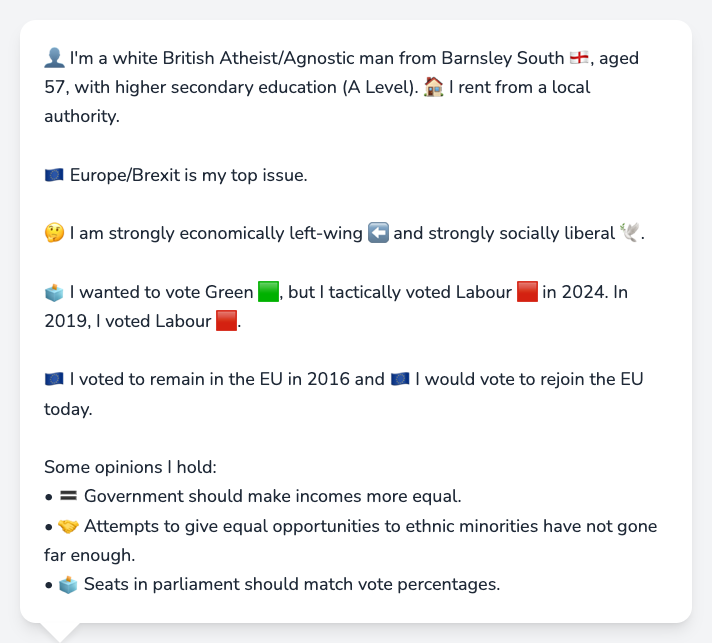 👤 I'm a white British Atheist/Agnostic man from Barnsley South 🏴󠁧󠁢󠁥󠁮󠁧󠁿, aged
57, with higher secondary education (A Level). 🏠 I rent from a local
authority.
🇪🇺 Europe/Brexit is my top issue.
🤔 I am strongly economically left-wing ⬅️ and strongly socially liberal 🕊️.
🗳️ I wanted to vote Green 🟩, but I tactically voted Labour 🟥 in 2024. In
2019, I voted Labour 🟥.
🇪🇺 I voted to remain in the EU in 2016 and 🇪🇺 I would vote to rejoin the EU
today.
Some opinions I hold:
• 🟰 Government should make incomes more equal.
• 🤝 Attempts to give equal opportunities to ethnic minorities have not gone
far enough.
• 🗳️ Seats in parliament should match vote percentages.